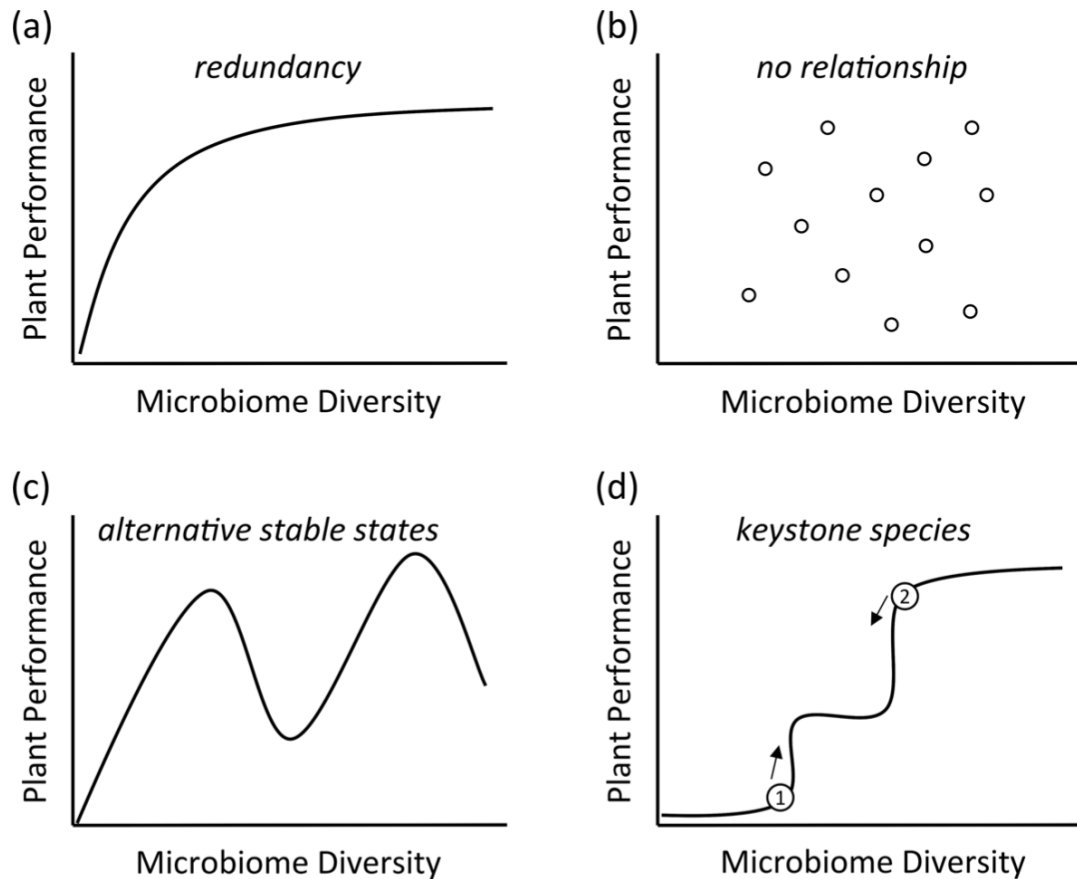 (a)
redundancy
Plant Performance
Microbiome Diversity
(b)
no relationship
Plant Performance
Microbiome Diversity
(c)
alternative stable states
Plant Performance
Microbiome Diversity
(d)
keystone species
Plant Performance
2
1
Microbiome Diversity